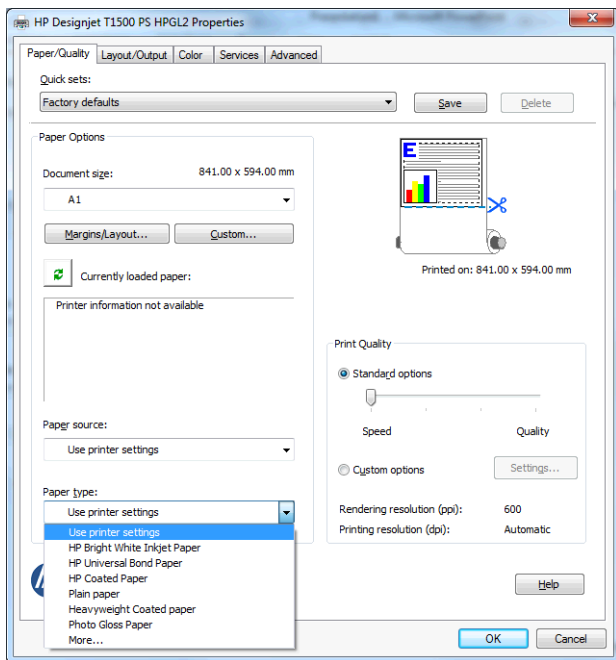 HP Designjet T1500 PS HPGL2 Properties
Paper/Quality Layout/Output Color Services Advanced
Quick sets:
Factory defaults
Save
Delete
Paper Options
Document size:
841.00 x 594.00 mm
A1
Margins/Layout...
Custom...
Currently loaded paper:
Printer information not available
E
Printed on: 841.00 x 594.00 mm
Paper source:
Use printer settings
Paper type:
Use printer settings
Use printer settings
HP Bright White Inkjet Paper
HP Universal Bond Paper
HP Coated Paper
Plain paper
Heavyweight Coated paper
Photo Gloss Paper
More...
Print Quality
Standard options
Speed
Quality
Custom options
Settings...
Rendering resolution (ppi):
600
Printing resolution (dpi):
Automatic
Help
OK
Cancel